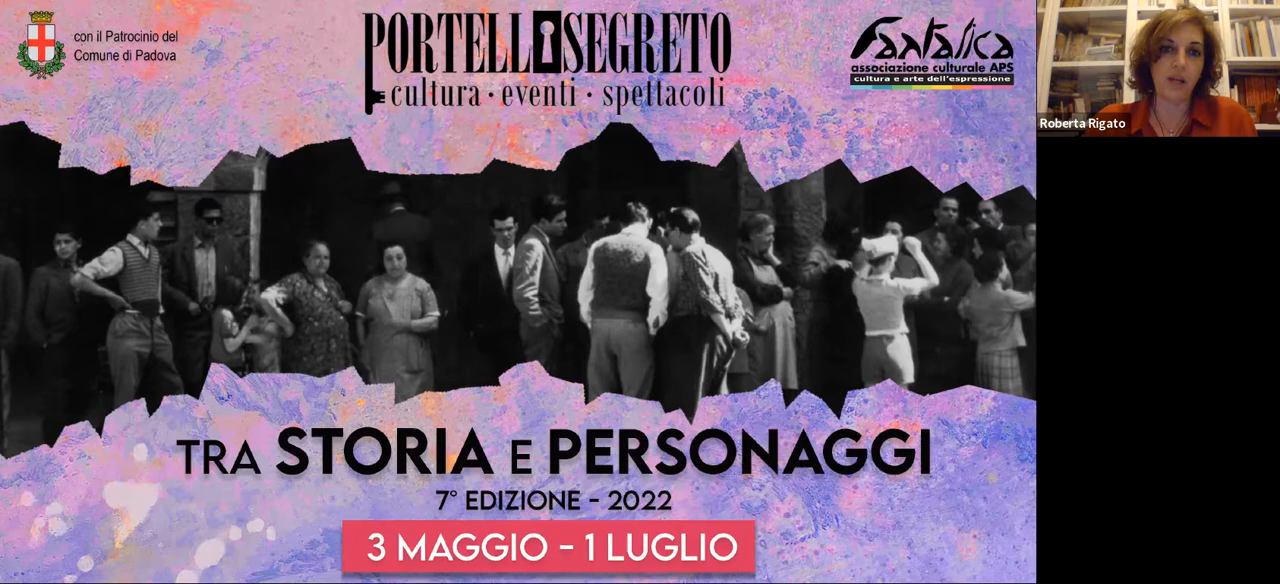 con il Patrocinio del
Comune di Padova
PORTELLO SEGRETO
cultura · eventi · spettacoli
Fantalica
associazione culturale APS
cultura e arte dell'espressione
Roberta Rigato
TRA STORIA E PERSONAGGI
7° EDIZIONE - 2022
3 MAGGIO - 1 LUGLIO